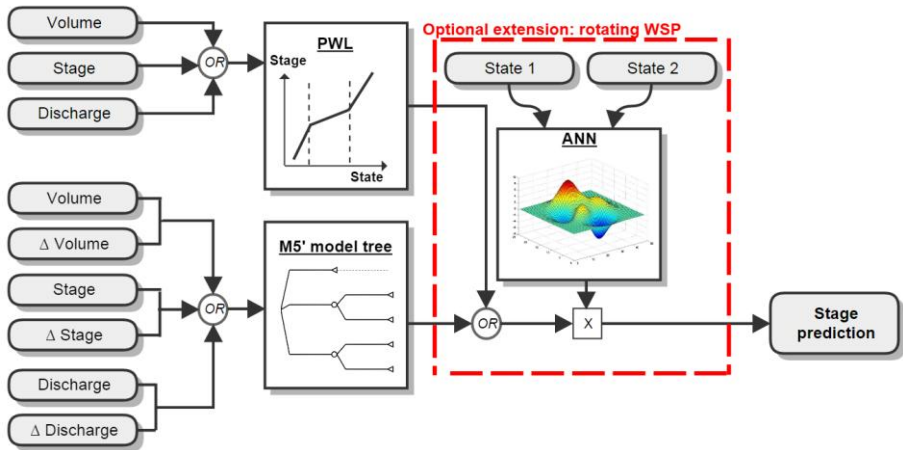 Optional extension: rotating WSP
Volume
Stage
Discharge
OR
PWL
Stage
State
State 1
State 2
ANN
Volume
Δ Volume
Stage
Δ Stage
Discharge
Δ Discharge
OR
M5' model tree
OR
X
Stage
prediction